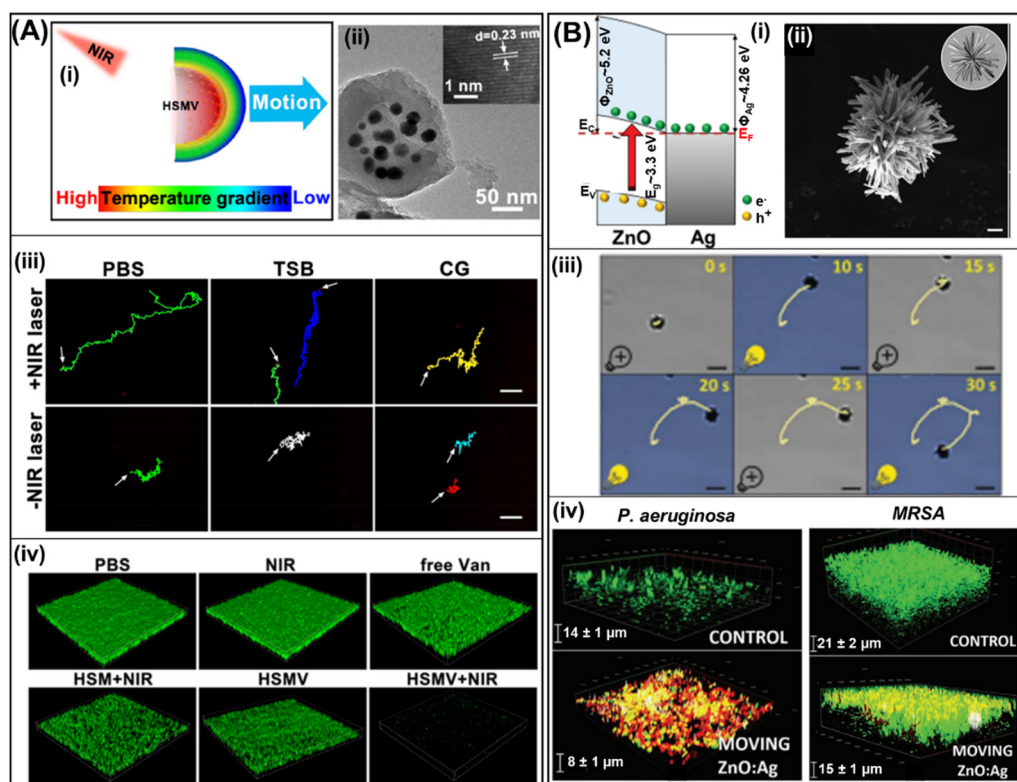 (A)
NIR
(i)
HSMV
Motion
High Temperature gradient Low
(ii)
d=0.23 nm
1 nm
50 nm
(iii)
PBS TSB CG
+NIR laser
-NIR laser
(iv)
PBS NIR free Van
HSM+NIR HSMV HSMV+NIR
(B)
(i)
Φ_ZnO~5.2 eV
Φ_Ag~4.26 eV
E_C
E_F
E_g~3.3 eV
E_V
e-
h+
ZnO Ag
(ii)
(iii)
0 s 10 s 15 s
20 s 25 s 30 s
(iv)
P. aeruginosa MRSA
14 ± 1 µm
CONTROL
21 ± 2 µm
CONTROL
8 ± 1 µm
MOVING
ZnO:Ag
15 ± 1 µm
MOVING
ZnO:Ag